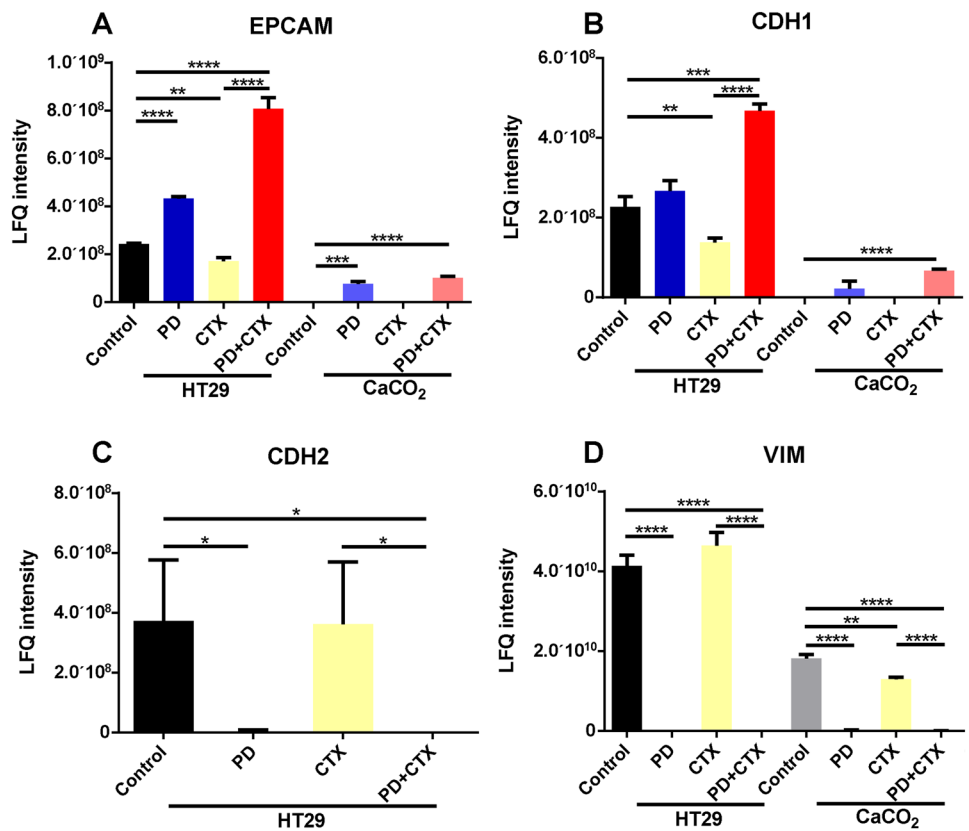 A
EPCAM
LFQ intensity
1.0´10⁹
8.0´10⁸
6.0´10⁸
4.0´10⁸
2.0´10⁸
0
****
**
****
****
***
****
Control
PD
CTX
PD+CTX
Control
PD
CTX
PD+CTX
HT29
CaCO₂
B
CDH1
LFQ intensity
6.0´10⁸
4.0´10⁸
2.0´10⁸
0
***
****
**
****
Control
PD
CTX
PD+CTX
Control
PD
CTX
PD+CTX
HT29
CaCO₂
C
CDH2
LFQ intensity
8.0´10⁸
6.0´10⁸
4.0´10⁸
2.0´10⁸
0
*
*
*
Control
PD
CTX
PD+CTX
HT29
D
VIM
LFQ intensity
6.0´10¹⁰
4.0´10¹⁰
2.0´10¹⁰
0
****
****
****
****
**
****
****
Control
PD
CTX
PD+CTX
Control
PD
CTX
PD+CTX
HT29
CaCO₂